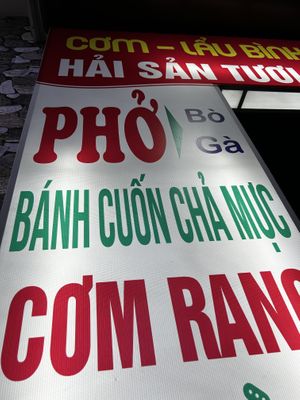 CƠM - LẨU BÌNH
HẢI SẢN TƯƠI
PHỞ Bò
Gà
BÁNH CUỐN CHẢ MỰC
CƠM RANG